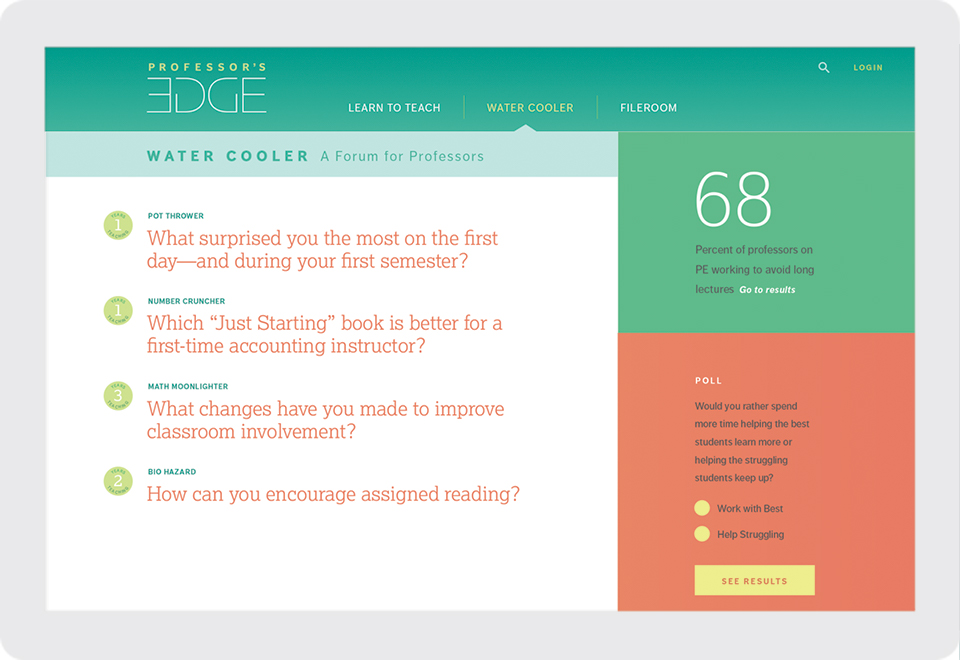 PROFESSOR'S
EDGE
LOGIN
LEARN TO TEACH
WATER COOLER
FILEROOM
WATER COOLER A Forum for Professors
YEARS
1
TEACHING
POT THROWER
What surprised you the most on the first
day—and during your first semester?
YEARS
1
TEACHING
NUMBER CRUNCHER
Which “Just Starting” book is better for a
first-time accounting instructor?
YEARS
3
TEACHING
MATH MOONLIGHTER
What changes have you made to improve
classroom involvement?
YEARS
2
TEACHING
BIO HAZARD
How can you encourage assigned reading?
68
Percent of professors on
PE working to avoid long
lectures Go to results
POLL
Would you rather spend
more time helping the best
students learn more or
helping the struggling
students keep up?
Work with Best
Help Struggling
SEE RESULTS